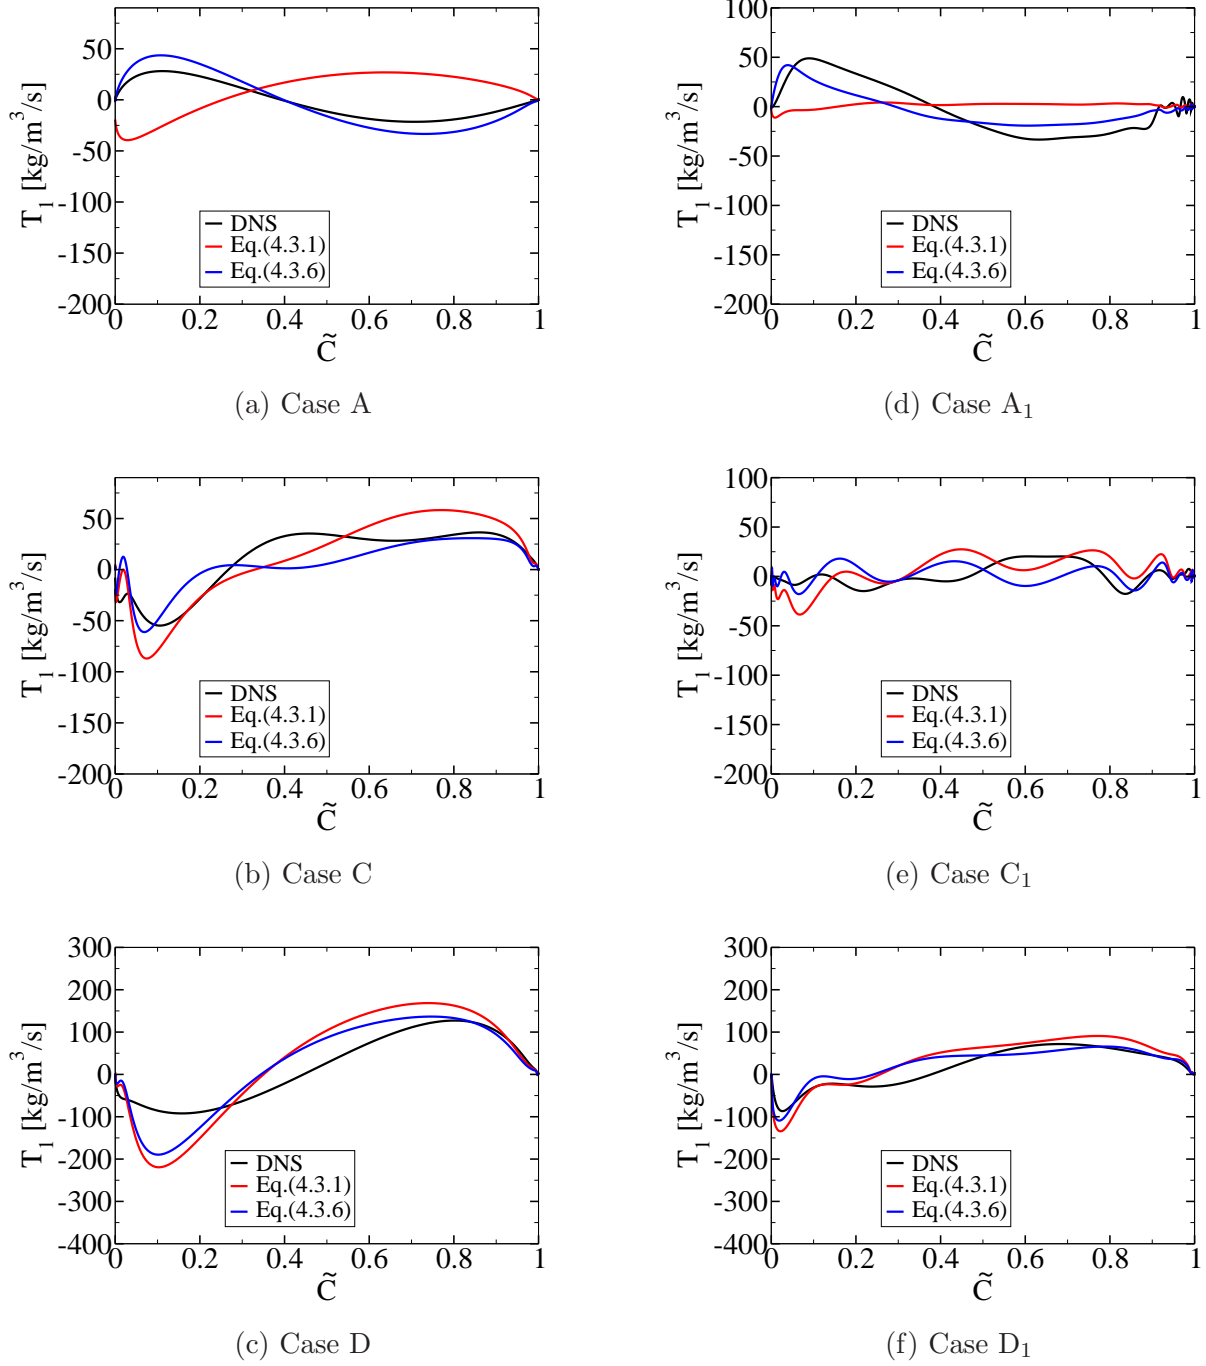 50
0
-50
-100
-150
-200
0
0.2
0.4
0.6
0.8
1
T1 [kg/m3/s]
C̃
DNS
Eq.(4.3.1)
Eq.(4.3.6)
(a) Case A
100
50
0
-50
-100
-150
-200
0
0.2
0.4
0.6
0.8
1
T1 [kg/m3/s]
C̃
DNS
Eq.(4.3.1)
Eq.(4.3.6)
(d) Case A1
50
0
-50
-100
-150
-200
0
0.2
0.4
0.6
0.8
1
T1 [kg/m3/s]
C̃
DNS
Eq.(4.3.1)
Eq.(4.3.6)
(b) Case C
100
50
0
-50
-100
-150
-200
0
0.2
0.4
0.6
0.8
1
T1 [kg/m3/s]
C̃
DNS
Eq.(4.3.1)
Eq.(4.3.6)
(e) Case C1
300
200
100
0
-100
-200
-300
-400
0
0.2
0.4
0.6
0.8
1
T1 [kg/m3/s]
C̃
DNS
Eq.(4.3.1)
Eq.(4.3.6)
(c) Case D
300
200
100
0
-100
-200
-300
-400
0
0.2
0.4
0.6
0.8
1
T1 [kg/m3/s]
C̃
DNS
Eq.(4.3.1)
Eq.(4.3.6)
(f) Case D1